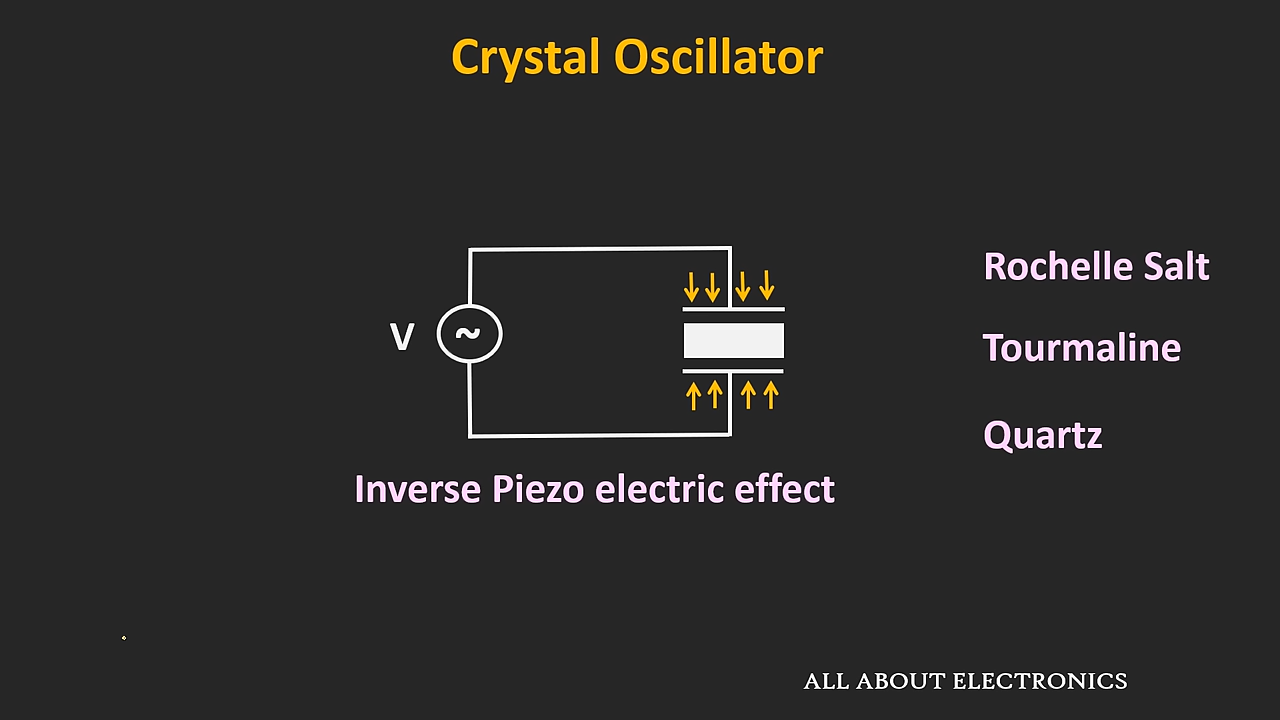 Crystal Oscillator
Rochelle Salt
V
~
Tourmaline
Quartz
Inverse Piezo electric effect
ALL ABOUT ELECTRONICS